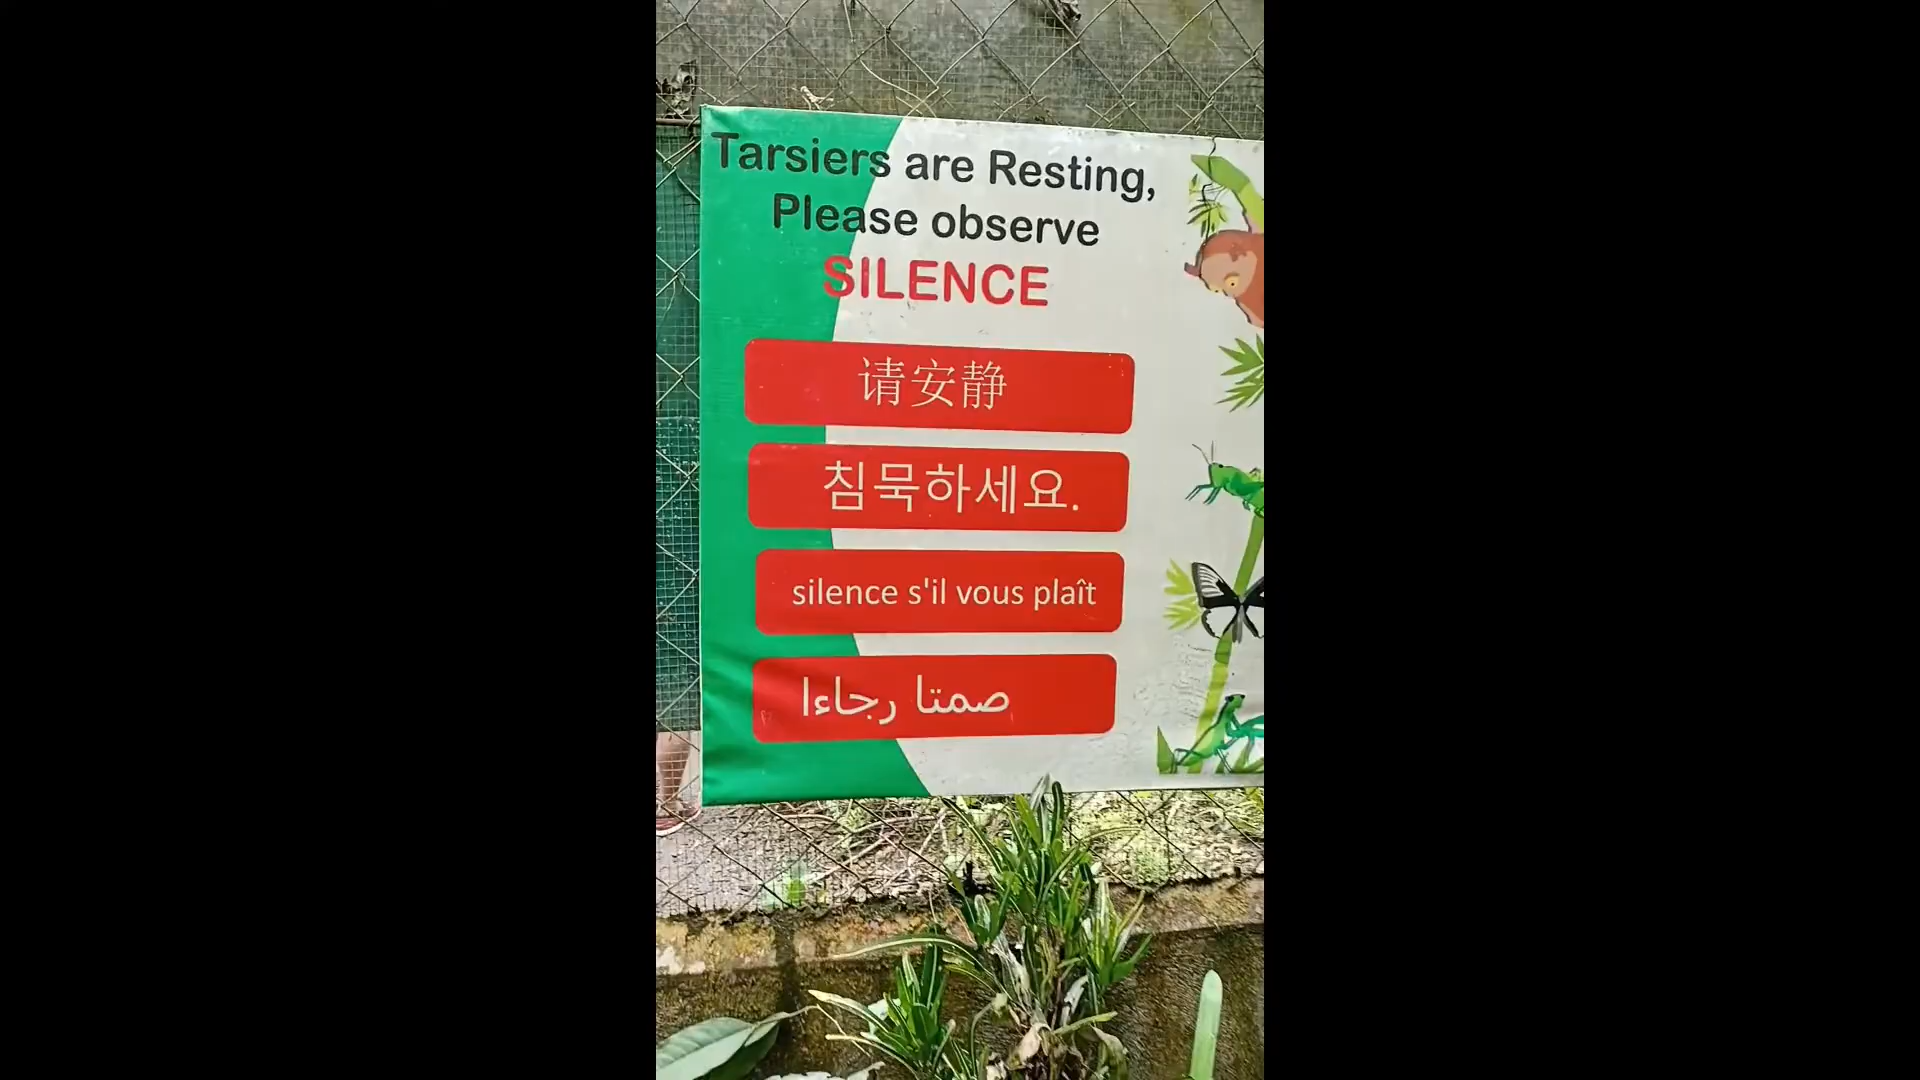 Tarsiers are Resting,
Please observe
SILENCE
请安静
침묵하세요.
silence s'il vous plaît
صمتا رجاءا